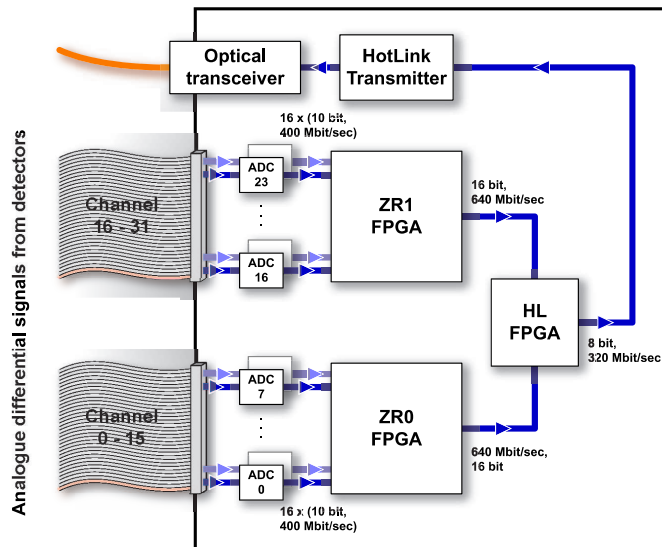 Optical
transceiver
HotLink
Transmitter
16 x (10 bit,
400 Mbit/sec)
Analogue differential signals from detectors
Channel
16 - 31
ADC
23
ADC
16
ZR1
FPGA
16 bit,
640 Mbit/sec
HL
FPGA
8 bit,
320 Mbit/sec
Channel
0 - 15
ADC
7
ADC
0
ZR0
FPGA
640 Mbit/sec,
16 bit
16 x (10 bit,
400 Mbit/sec)